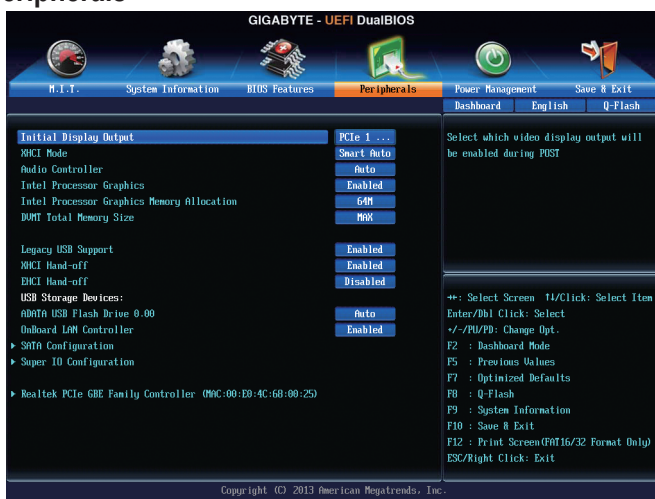 eripherals
GIGABYTE - UEFI DualBIOS
M.I.T. System Information BIOS Features Peripherals Power Management Save & Exit
Dashboard English Q-Flash
Initial Display Output PCIe 1 ...
XHCI Mode Smart Auto
Audio Controller Auto
Intel Processor Graphics Enabled
Intel Processor Graphics Memory Allocation 64M
DVMT Total Memory Size MAX
Legacy USB Support Enabled
XHCI Hand-off Enabled
EHCI Hand-off Disabled
USB Storage Devices:
ADATA USB Flash Drive 0.00 Auto
OnBoard LAN Controller Enabled
SATA Configuration
Super IO Configuration
Realtek PCIe GBE Family Controller (MAC:00:E0:4C:68:00:25)
Select which video display output will
be enabled during POST
↔: Select Screen ↑↓/Click: Select Item
Enter/Dbl Click: Select
+/-/PU/PD: Change Opt.
F2 : Dashboard Mode
F5 : Previous Values
F7 : Optimized Defaults
F8 : Q-Flash
F9 : System Information
F10 : Save & Exit
F12 : Print Screen(FAT16/32 Format Only)
ESC/Right Click: Exit
Copyright (C) 2013 American Megatrends, Inc.